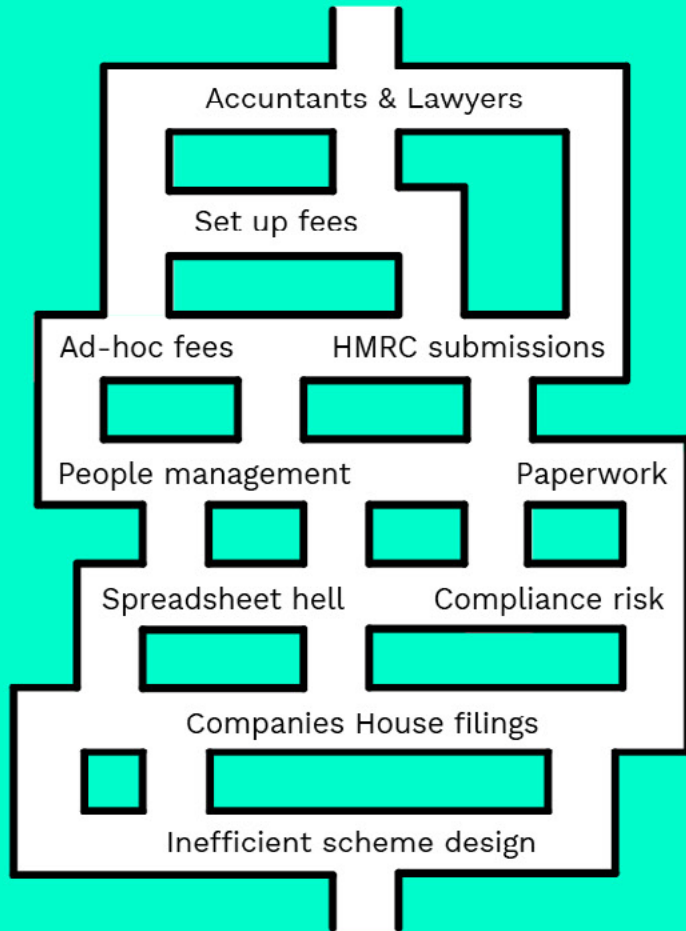 Accuntants & Lawyers
Set up fees
Ad-hoc fees HMRC submissions
People management Paperwork
Spreadsheet hell Compliance risk
Companies House filings
Inefficient scheme design